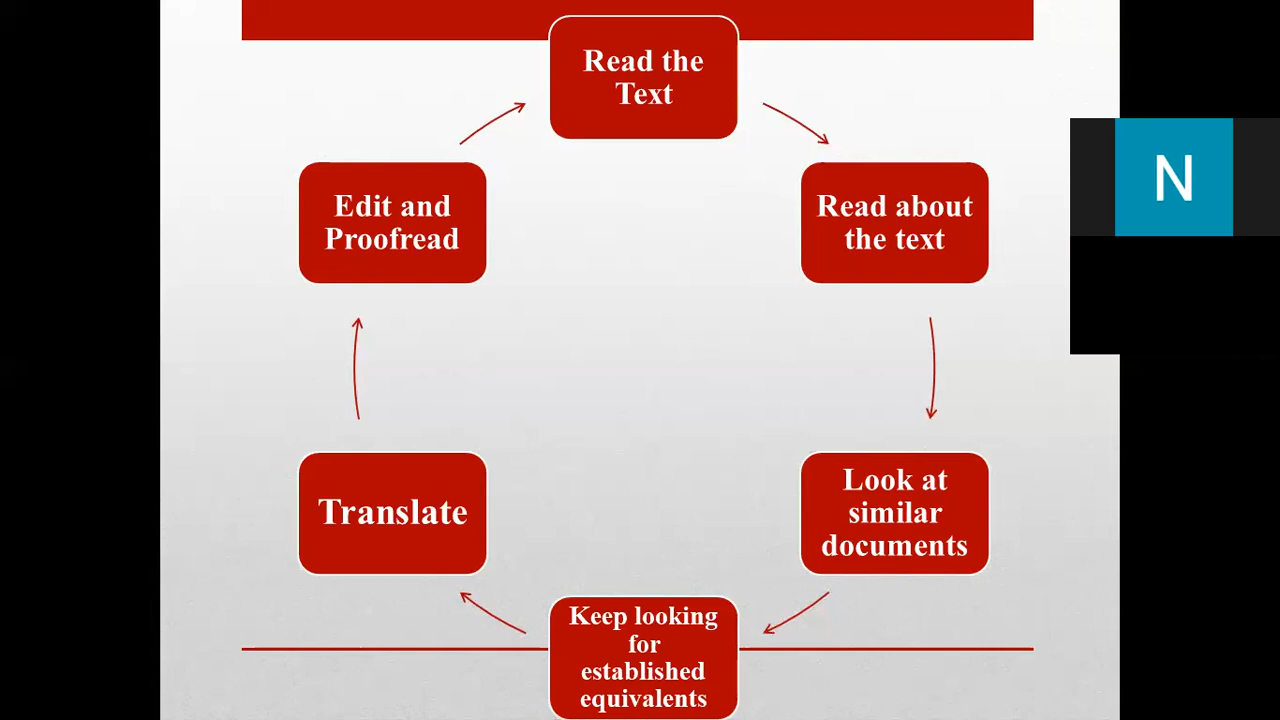 Read the
Text
Read about
the text
Look at
similar
documents
Keep looking
for
established
equivalents
Translate
Edit and
Proofread
N